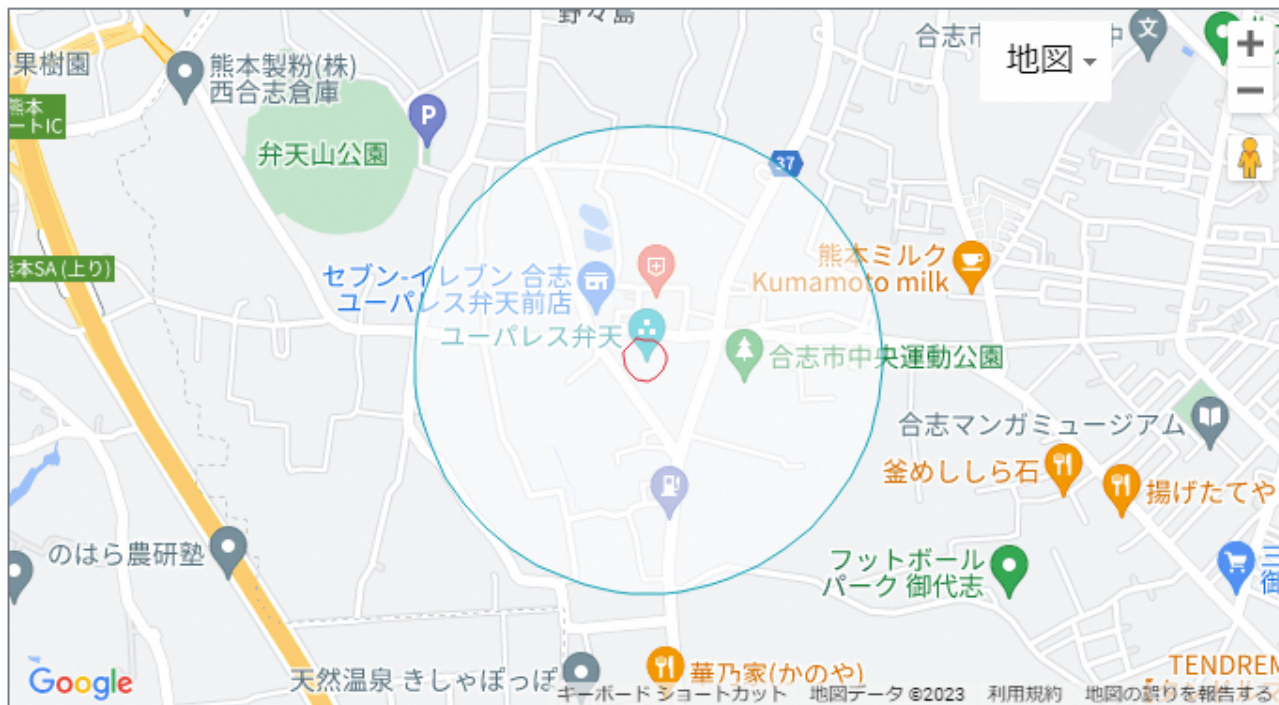 野々島
合志市
中
地図
果樹園
熊本製粉(株)
西合志倉庫
熊本
ートIC
P
弁天山公園
37
本SA (上り)
セブン-イレブン 合志
ユーパレス弁天前店
熊本ミルク
Kumamoto milk
ユーパレス弁天
合志市中央運動公園
合志マンガミュージアム
釜めししら石
揚げたてや
のはら農研塾
フットボール
パーク 御代志
三
御
天然温泉 きしゃぽっぽ
華乃家(かのや)
TENDREM
Google
キーボード ショートカット
地図データ ©2023
利用規約
地図の誤りを報告する